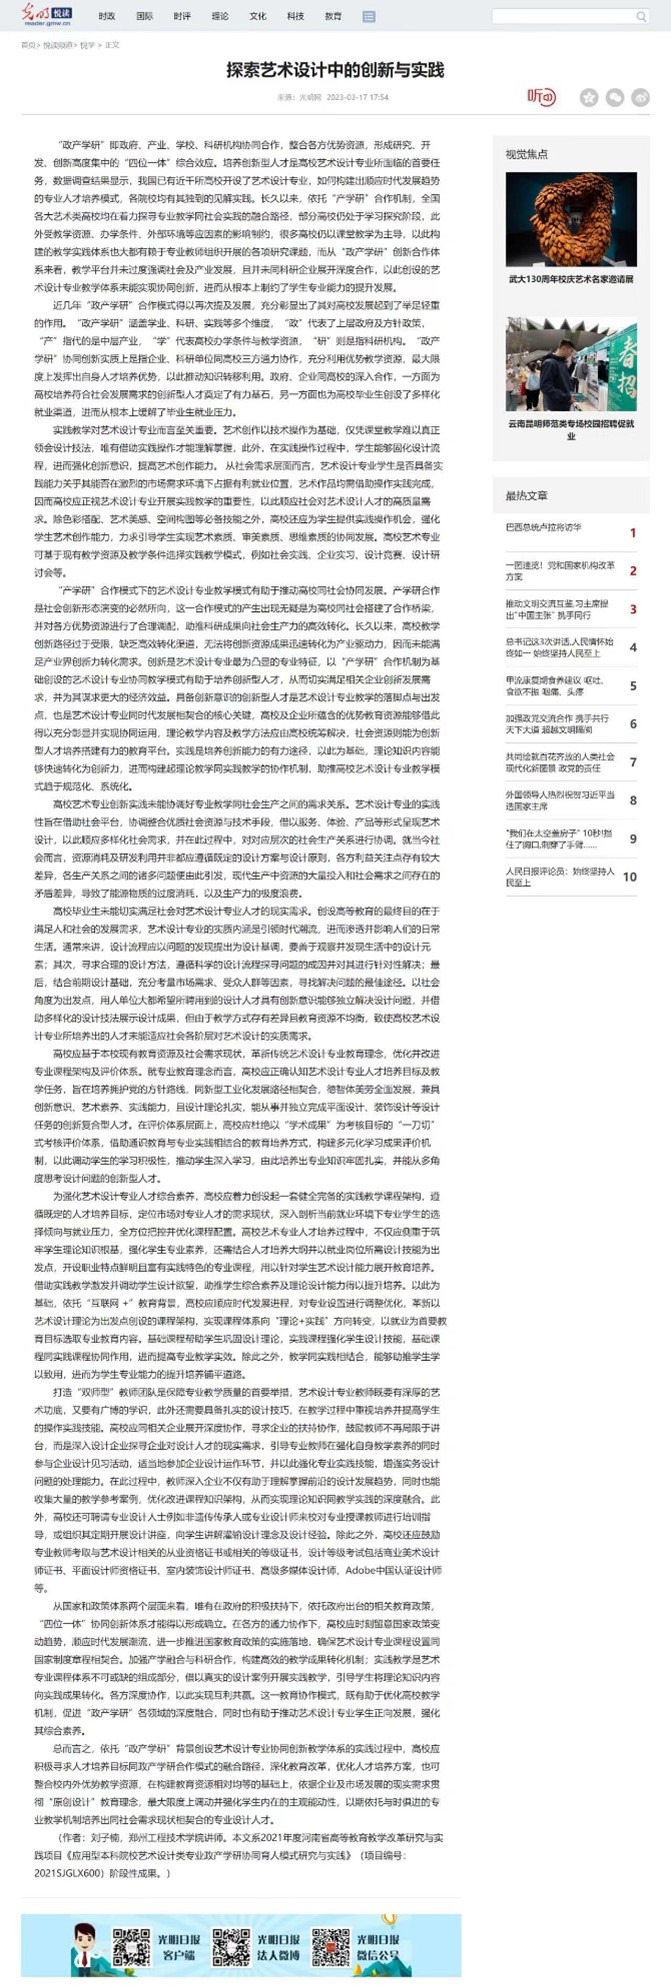 光明 悦读
reader.gmw.cn
时政 国际 时评 理论 文化 科技 教育
首页> 悦读频道> 悦学 > 正文
探索艺术设计中的创新与实践
来源：光明网 2023-03-17 17:54
听
“政产学研”即政府、产业、学校、科研机构协同合作，整合各方优势资源，形成研究、开
发、创新高度集中的“四位一体”综合效应。培养创新型人才是高校艺术设计专业所面临的首要任
务，数据调查结果显示，我国已有近千所高校开设了艺术设计专业，如何构建出顺应时代发展趋势
的专业人才培养模式，各院校均有其独到的见解实践。长久以来，依托“产学研”合作机制，全国
各大艺术类高校均在着力探寻专业教学同社会实践的融合路径，部分高校仍处于学习探究阶段，此
外受教学资源、办学条件、外部环境等应因素的影响制约，很多高校仍以课堂教学为主导，以此构
建的教学实践体系也大都有赖于专业教师组织开展的各项研究课题，而从“政产学研”创新合作体
系来看，教学平台并未过度强调社会及产业发展，且并未同科研企业展开深度合作，以此创设的艺
术设计专业教学体系未能实现协同创新，进而从根本上制约了学生专业能力的提升发展。
近几年“政产学研”合作模式得以再次提及发展，充分彰显出了其对高校发展起到了举足轻重
的作用。“政产学研”涵盖学业、科研、实践等多个维度，“政”代表了上层政府及方针政策，
“产”指代的是中层产业，“学”代表高校办学条件与教学资源，“研”则是指科研机构。“政产
学研”协同创新实质上是指企业、科研单位同高校三方通力协作，充分利用优势教学资源，最大限
度上发挥出自身人才培养优势，以此推动知识转移利用。政府、企业同高校的深入合作，一方面为
高校培养符合社会发展需求的创新型人才奠定了有力基石，另一方面也为高校毕业生创设了多样化
就业渠道，进而从根本上缓解了毕业生就业压力。
实践教学对艺术设计专业而言至关重要。艺术创作以技术操作为基础，仅凭课堂教学难以真正
领会设计技法，唯有借助实践操作才能理解掌握，此外，在实践操作过程中，学生能够固化设计流
程，进而强化创新意识，提高艺术创作能力。 从社会需求层面而言，艺术设计专业学生是否具备实
践能力关乎其能否在激烈的市场需求环境下占据有利就业位置，艺术作品均需借助操作实践完成，
因而高校应正视艺术设计专业开展实践教学的重要性，以此顺应社会对艺术设计人才的高质量需
求。除色彩搭配、艺术美感、空间构图等必备技能之外，高校还应为学生提供实践操作机会，强化
学生艺术创作能力，力求引导学生实现艺术素质、审美素质、思维素质的协同发展。高校艺术专业
可基于现有教学资源及教学条件选择实践教学模式，例如社会实践、企业实习、设计竞赛、设计研
讨会等。
“产学研”合作模式下的艺术设计专业教学模式有助于推动高校同社会协同发展。产学研合作
是社会创新形态演变的必然所向，这一合作模式的产生出现无疑是为高校同社会搭建了合作桥梁，
并对各方优势资源进行了合理调配，助推科研成果向社会生产力的高效转化。长久以来，高校教学
创新路径过于受限，缺乏高效转化渠道，无法将创新资源成果迅速转化为产业驱动力，因而未能满
足产业界创新力转化需求。创新是艺术设计专业最为凸显的专业特征，以“产学研”合作机制为基
础创设的艺术设计专业协同教学模式有助于培养创新型人才，从而切实满足相关企业创新发展需
求，并为其谋求更大的经济效益。具备创新意识的创新型人才是艺术设计专业教学的落脚点与出发
点，也是艺术设计专业同时代发展相契合的核心关键，高校及企业所蕴含的优势教育资源能够借此
得以充分彰显并实现协同运用，理论教学内容及教学方法应由高校统筹解决，社会资源则能为创新
型人才培养搭建有力的教育平台。实践是培养创新能力的有力途径，以此为基础，理论知识内容能
够快速转化为创新力，进而构建起理论教学同实践教学的协作机制，助推高校艺术设计专业教学模
式趋于规范化、系统化。
高校艺术专业创新实践未能协调好专业教学同社会生产之间的需求关系。艺术设计专业的实践
性旨在借助社会平台，协调整合优质社会资源与技术手段，借以服务、体验、产品等形式呈现艺术
设计，以此顺应多样化社会需求，并在此过程中，对对应层次的社会生产关系进行协调。就当今社
会而言，资源消耗及研发利用并非都应遵循既定的设计方案与设计原则，各方利益关注点存有较大
差异，各生产关系之间的诸多问题便由此引发，现代生产中资源的大量投入和社会需求之间存在的
矛盾差异，导致了能源物质的过度消耗，以及生产力的极度浪费。
高校毕业生未能切实满足社会对艺术设计专业人才的现实需求。创设高等教育的最终目的在于
满足人和社会的发展需求，艺术设计专业的实质内涵是引领时代潮流，进而渗透并影响人们的日常
生活。通常来讲，设计流程应以问题的发现提出为设计基调，要善于观察并发现生活中的设计元
素；其次，寻求合理的设计方法，遵循科学的设计流程探寻问题的成因并对其进行针对性解决；最
后，结合前期设计基础，充分考量市场需求、受众人群等因素，寻找解决问题的最佳途径。以社会
角度为出发点，用人单位大都希望所聘用到的设计人才具有创新意识能够独立解决设计问题，并借
助多样化的设计技法展示设计成果，但由于教学方式存有差异且教育资源不均衡，致使高校艺术设
计专业所培养出的人才未能适应社会各阶层对艺术设计的实质需求。
高校应基于本校现有教育资源及社会需求现状，革新传统艺术设计专业教育理念，优化并改进
专业课程架构及评价体系。就专业教育理念而言，高校应正确认知艺术设计专业人才培养目标及教
学任务，旨在培养拥护党的方针路线，同新型工业化发展路径相契合，德智体美劳全面发展，兼具
创新意识、艺术素养、实践能力，且设计理论扎实，能从事并独立完成平面设计、装饰设计等设计
任务的创新复合型人才。在评价体系层面上，高校应杜绝以“学术成果”为考核目标的“一刀切”
式考核评价体系，借助通识教育与专业实践相结合的教育培养方式，构建多元化学习成果评价机
制，以此调动学生的学习积极性，推动学生深入学习，由此培养出专业知识牢固扎实，并能从多角
度思考设计问题的创新型人才。
为强化艺术设计专业人才综合素养，高校应着力创设起一套健全完备的实践教学课程架构，遵
循既定的人才培养目标，定位市场对专业人才的需求现状，深入剖析当前就业环境下专业学生的选
择倾向与就业压力，全方位把控并优化课程配置。高校艺术专业人才培养过程中，不仅应侧重于筑
牢学生理论知识根基，强化学生专业素养，还需结合人才培养大纲并以就业岗位所需设计技能为出
发点，开设职业特点鲜明且富有实践特色的专业课程，用以针对学生艺术设计能力展开教育培养。
借助实践教学激发并调动学生设计欲望，助推学生综合素养及理论设计能力得以提升培养。以此为
基础，依托“互联网 +”教育背景，高校应顺应时代发展进程，对专业设置进行调整优化，革新以
艺术设计理论为出发点创设的课程架构，实现课程体系向“理论+实践”方向转变，以就业为首要教
育目标选取专业教育内容。基础课程帮助学生巩固设计理论，实践课程强化学生设计技能，基础课
程同实践课程协同作用，进而提高专业教学实效。除此之外，教学同实践相结合，能够助推学生学
以致用，进而为学生专业能力的提升培养铺平道路。
打造“双师型”教师团队是保障专业教学质量的首要举措，艺术设计专业教师既要有深厚的艺
术功底，又要有广博的学识，此外还需要具备扎实的设计技巧，在教学过程中重视培养并提高学生
的操作实践技能。高校应同相关企业展开深度协作，寻求企业的扶持协作，鼓励教师不再局限于讲
台，而是深入设计企业探寻企业对设计人才的现实需求，引导专业教师在强化自身教学素养的同时
参与企业设计见习活动，适当地参加企业设计运作环节，并以此强化专业实践技能，增强实务设计
问题的处理能力。在此过程中，教师深入企业不仅有助于理解掌握前沿的设计发展趋势，同时也能
收集大量的教学参考案例，优化改进课程知识架构，从而实现理论知识同教学实践的深度融合。此
外，高校还可聘请专业设计人士例如非遗传传承人或专业设计师来校对专业授课教师进行培训指
导，或组织其定期开展设计讲座，向学生讲解灌输设计理念及设计经验。除此之外，高校还应鼓励
专业教师考取与艺术设计相关的从业资格证书或相关的等级证书，设计等级考试包括商业美术设计
师证书、平面设计师资格证书、室内装饰设计师证书、高级多媒体设计师、Adobe中国认证设计师
等。
从国家和政策体系两个层面来看，唯有在政府的积极扶持下，依托政府出台的相关教育政策，
“四位一体”协同创新体系才能得以形成确立。在各方的通力协作下，高校应时刻留意国家政策变
动趋势，顺应时代发展潮流，进一步推进国家教育政策的实施落地，确保艺术设计专业课程设置同
国家制度章程相契合。加强产学融合与科研合作，构建高效的教学成果转化机制；实践教学是艺术
专业课程体系不可或缺的组成部分，借以真实的设计案例开展实践教学，引导学生将理论知识内容
向实践成果转化。各方深度协作，以此实现互利共赢。这一教育协作模式，既有助于优化高校教学
机制，促进“政产学研”各领域的深度融合，同时也有助于推动艺术设计专业学生正向发展，强化
其综合素养。
总而言之，依托“政产学研”背景创设艺术设计专业协同创新教学体系的实践过程中，高校应
积极寻求人才培养目标同政产学研合作模式的融合路径，深化教育改革，优化人才培养方案，也可
整合校内外优势教学资源，在构建教育资源相对均等的基础上，依据企业及市场发展的现实需求贯
彻“原创设计”教育理念，最大限度上调动并强化学生内在的主观能动性，以期依托与时俱进的专
业教学机制培养出同社会需求现状相契合的专业设计人才。
（作者：刘子楠，郑州工程技术学院讲师。本文系2021年度河南省高等教育教学改革研究与实
践项目《应用型本科院校艺术设计类专业政产学研协同育人模式研究与实践》（项目编号：
2021SJGLX600）阶段性成果。）
视觉焦点
武大130周年校庆艺术名家邀请展
春招
云南昆明师范类专场校园招聘促就
业
最热文章
巴西总统卢拉将访华 1
一图速览！党和国家机构改革
方案 2
推动文明交流互鉴,习主席提
出“中国主张” 携手同行 3
总书记这3次讲话,人民情怀始
终如一 始终坚持人民至上 4
甲流康复期食养建议 呕吐、
食欲不振 咽痛、头疼 5
加强政党交流合作 携手共行
天下大道 超越文明隔阂 6
共同绘就百花齐放的人类社会
现代化新图景 政党的责任 7
外国领导人热烈祝贺习近平当
选国家主席 8
“我们在太空盖房子” 10秒!捂
住了胸口,刺穿了手臂…… 9
人民日报评论员：始终坚持人
民至上 10
光明日报
客户端
光明日报
法人微博
光明日报
微信公号